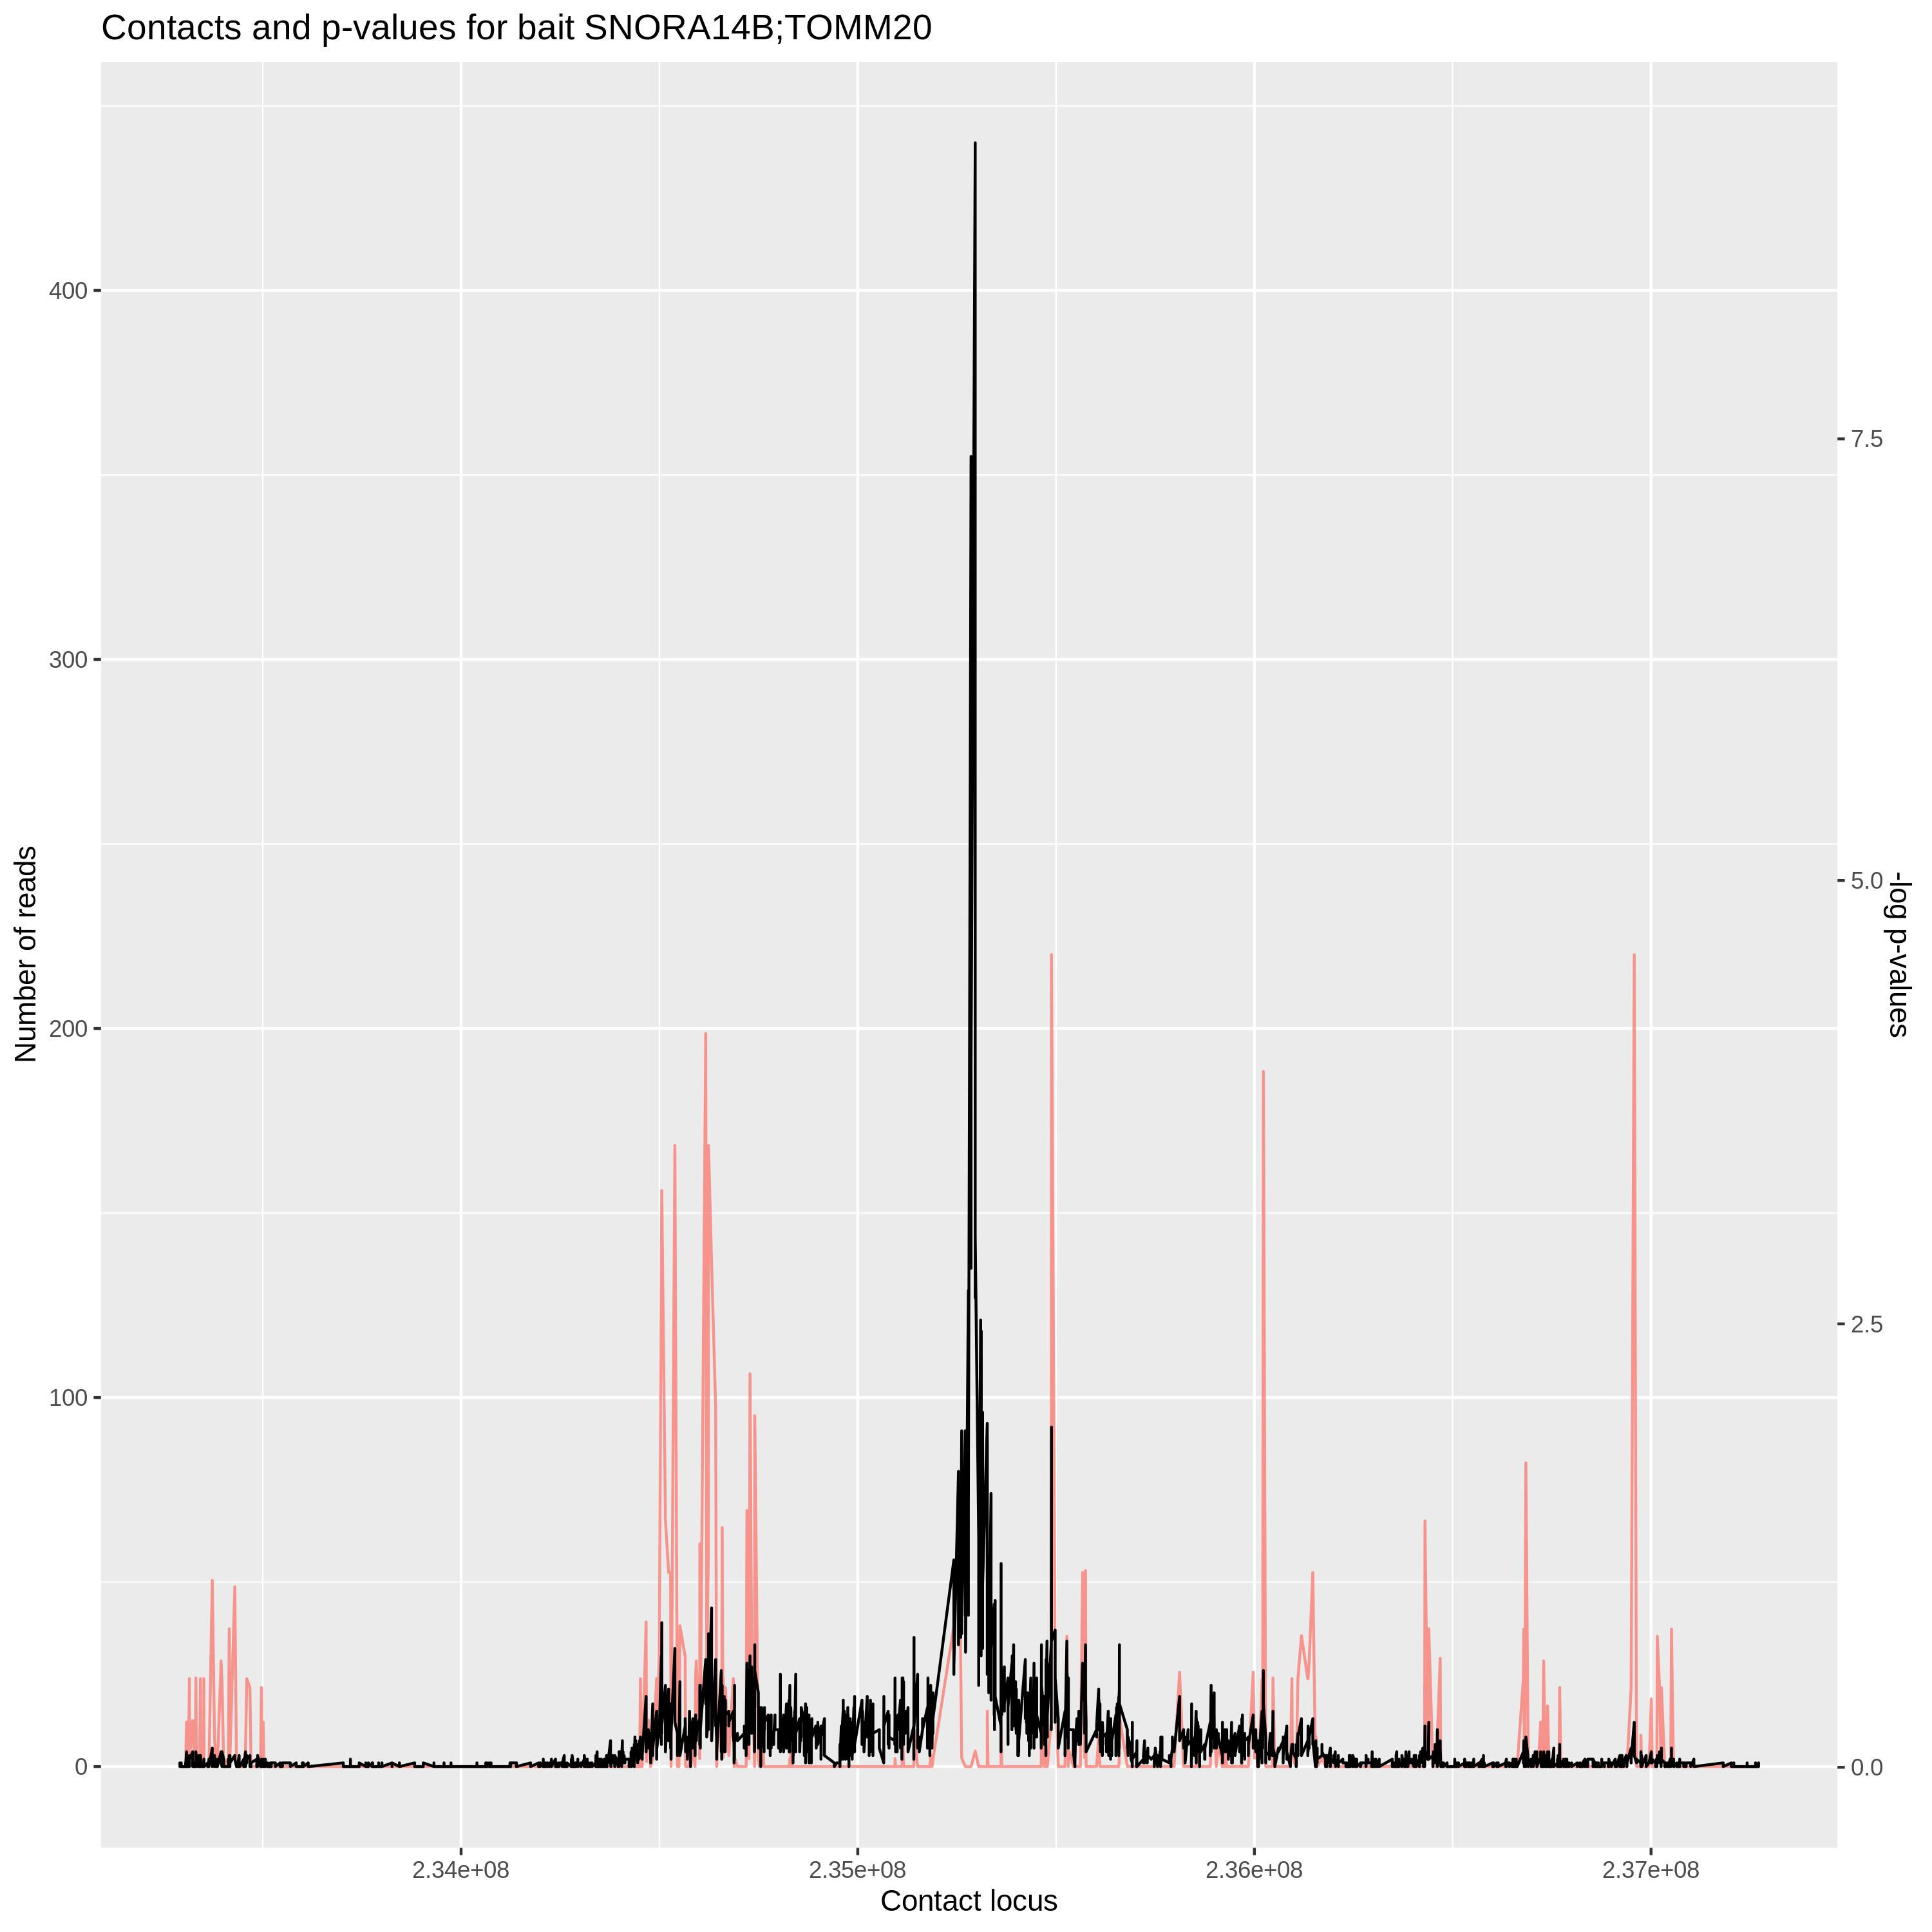 Contacts and p-values for bait SNORA14B;TOMM20
400
300
200
100
0
Number of reads
7.5
5.0
2.5
0.0
-log p-values
2.34e+08
2.35e+08
2.36e+08
2.37e+08
Contact locus